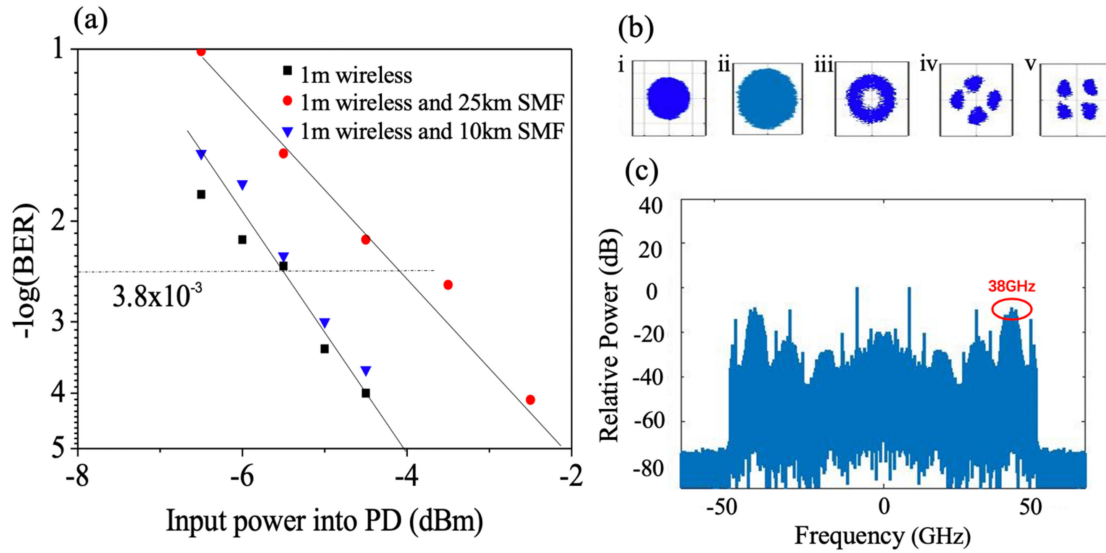 (a)
1
2
3
4
5
-log(BER)
1m wireless
1m wireless and 25km SMF
1m wireless and 10km SMF
3.8x10-3
-8
-6
-4
-2
Input power into PD (dBm)
(b)
i
ii
iii
iv
v
(c)
40
20
0
-20
-40
-60
-80
Relative Power (dB)
38GHz
-50
0
50
Frequency (GHz)